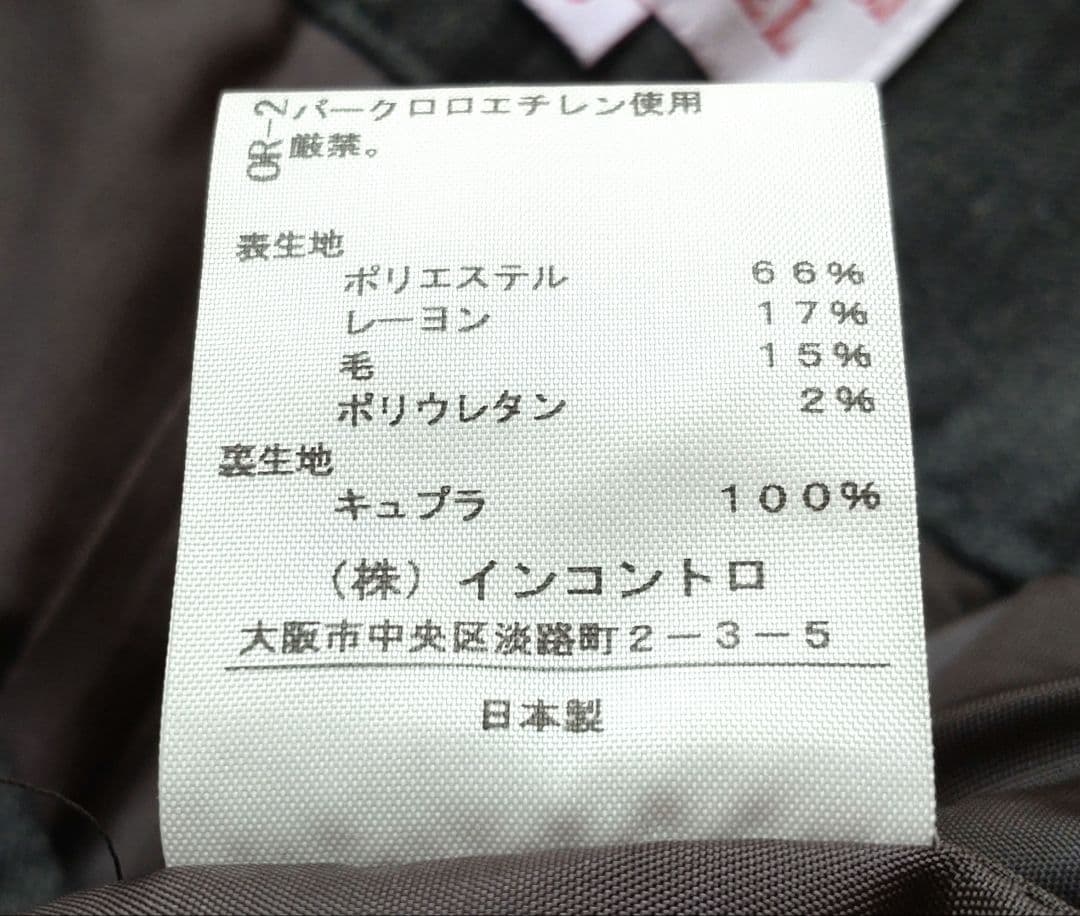 OR-2
パークロロエチレン使用
厳禁。
表生地
ポリエステル 66%
レーヨン 17%
毛 15%
ポリウレタン 2%
裏生地
キュプラ 100%
(株)インコントロ
大阪市中央区淡路町2-3-5
日本製